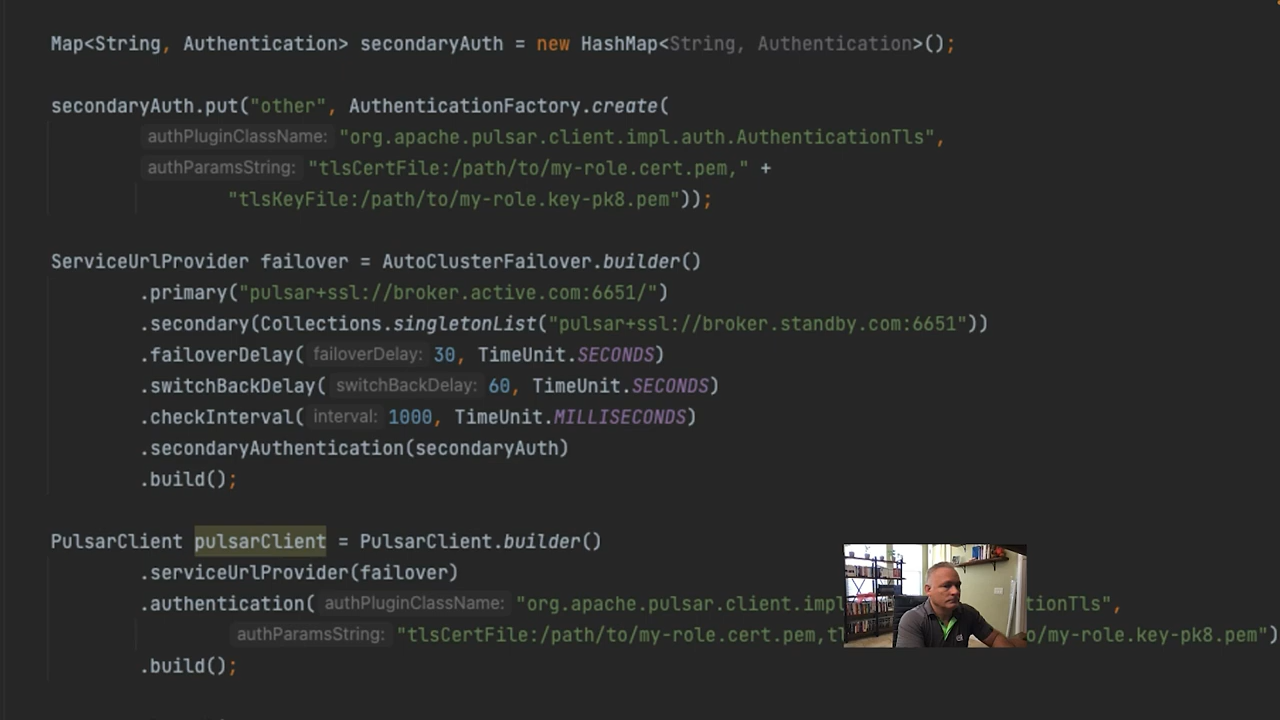 Map<String, Authentication> secondaryAuth = new HashMap<String, Authentication>();
secondaryAuth.put("other", AuthenticationFactory.create(
authPluginClassName: "org.apache.pulsar.client.impl.auth.AuthenticationTls",
authParamsString: "tlsCertFile:/path/to/my-role.cert.pem," +
"tlsKeyFile:/path/to/my-role.key-pk8.pem"));
ServiceUrlProvider failover = AutoClusterFailover.builder()
.primary("pulsar+ssl://broker.active.com:6651/")
.secondary(Collections.singletonList("pulsar+ssl://broker.standby.com:6651"))
.failoverDelay( failoverDelay: 30, TimeUnit.SECONDS)
.switchBackDelay( switchBackDelay: 60, TimeUnit.SECONDS)
.checkInterval( interval: 1000, TimeUnit.MILLISECONDS)
.secondaryAuthentication(secondaryAuth)
.build();
PulsarClient pulsarClient = PulsarClient.builder()
.serviceUrlProvider(failover)
.authentication( authPluginClassName: "org.apache.pulsar.client.impl tionTls",
authParamsString: "tlsCertFile:/path/to/my-role.cert.pem,tl o/my-role.key-pk8.pem")
.build();